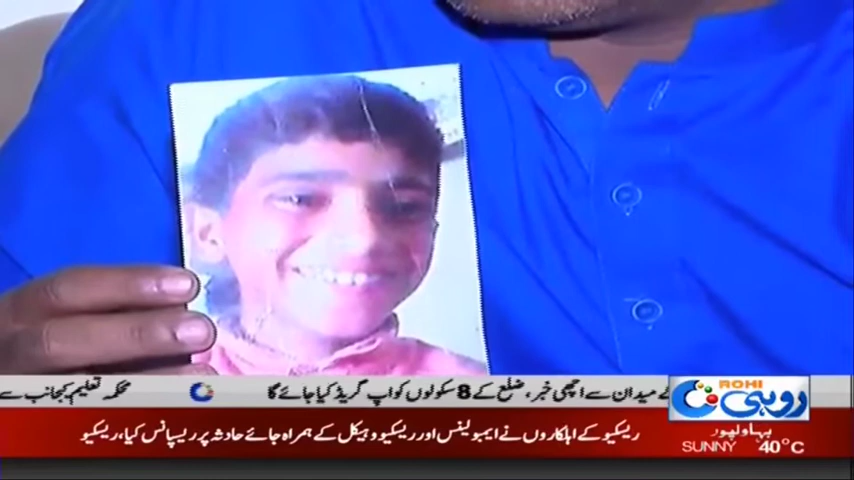 کے میدان سے اچھی خبر، ضلع کے 8 سکولوں کو اپ گریڈ کیا جائے گا
محکمہ تعلیم کیجانب سے
ROHI
روہی
ریسکیو کے اہلکاروں نے ایمبولینس اور ریسکیو وہیکل کے ہمراہ جائے حادثہ پر ریسپانس کیا، ریسکیو
بہاولپور
SUNNY 40°C